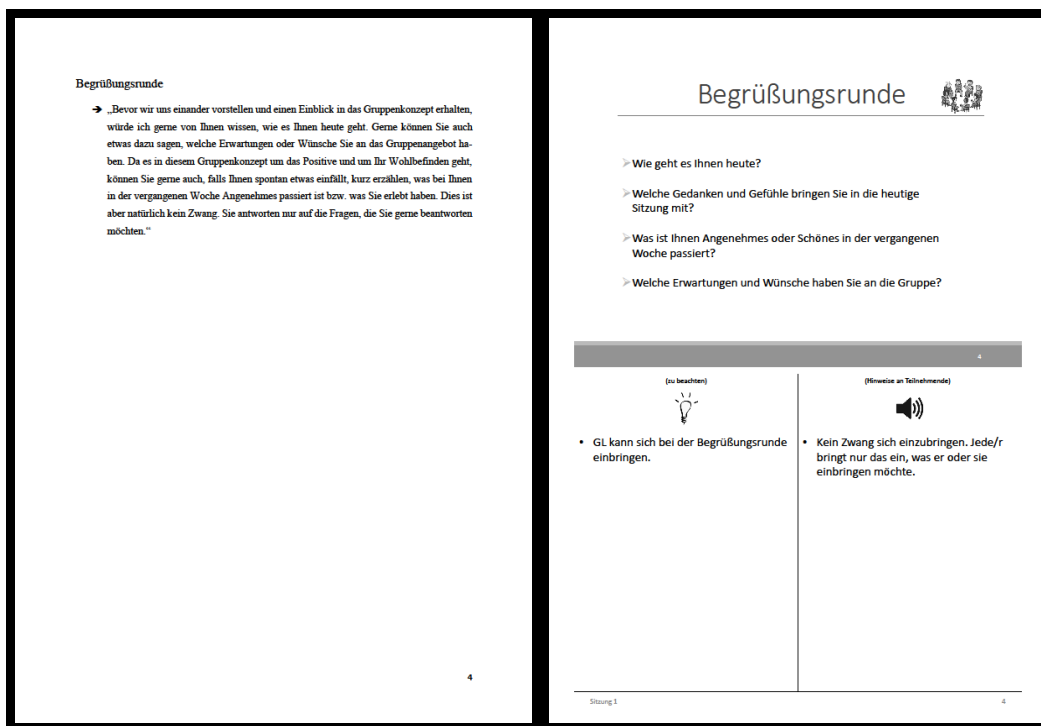 Begrüßungsrunde
➔ „Bevor wir uns einander vorstellen und einen Einblick in das Gruppenkonzept erhalten,
würde ich gerne von Ihnen wissen, wie es Ihnen heute geht. Gerne können Sie auch
etwas dazu sagen, welche Erwartungen oder Wünsche Sie an das Gruppenangebot ha-
ben. Da es in diesem Gruppenkonzept um das Positive und um Ihr Wohlbefinden geht,
können Sie gerne auch, falls Ihnen spontan etwas einfällt, kurz erzählen, was bei Ihnen
in der vergangenen Woche Angenehmes passiert ist bzw. was Sie erlebt haben. Dies ist
aber natürlich kein Zwang. Sie antworten nur auf die Fragen, die Sie gerne beantworten
möchten.“
4
Begrüßungsrunde
➢ Wie geht es Ihnen heute?
➢ Welche Gedanken und Gefühle bringen Sie in die heutige
Sitzung mit?
➢ Was ist Ihnen Angenehmes oder Schönes in der vergangenen
Woche passiert?
➢ Welche Erwartungen und Wünsche haben Sie an die Gruppe?
4
(zu beachten)
• GL kann sich bei der Begrüßungsrunde
einbringen.
(Hinweise an Teilnehmende)
• Kein Zwang sich einzubringen. Jede/r
bringt nur das ein, was er oder sie
einbringen möchte.
Sitzung 1
4